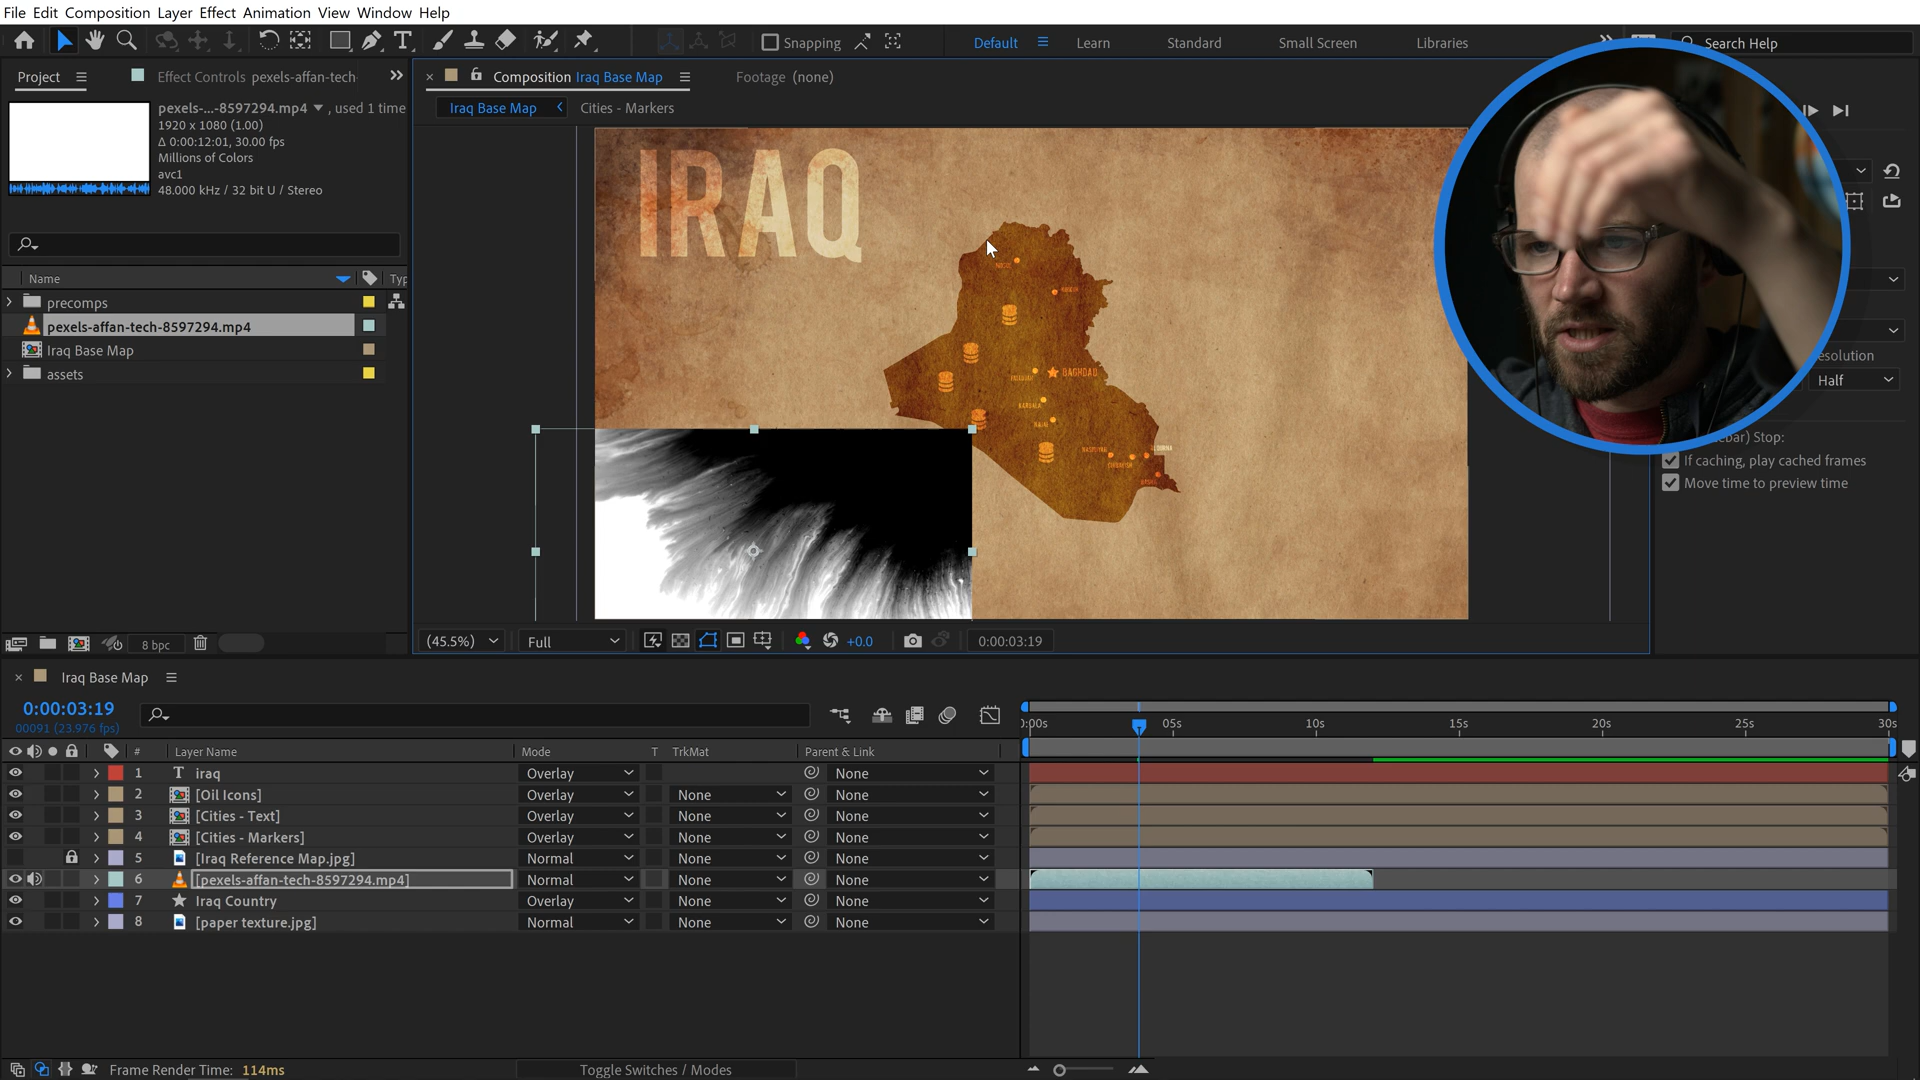 File Edit Composition Layer Effect Animation View Window Help
T Snapping Default Learn Standard Small Screen Libraries Search Help
Project Effect Controls pexels-affan-tech- Composition Iraq Base Map Footage (none)
pexels-...-8597294.mp4, used 1 time
1920 x 1080 (1.00)
Δ 0:00:12:01, 30.00 fps
Millions of Colors
avc1
48.000 kHz / 32 bit U / Stereo
Iraq Base Map Cities - Markers
IRAQ
BAGHDAD
KARBALA
Name Typ
precomps
pexels-affan-tech-8597294.mp4
Iraq Base Map
assets
esolution
Half
bar) Stop:
If caching, play cached frames
Move time to preview time
8 bpc
(45.5%) Full +0.0 0:00:03:19
Iraq Base Map
0:00:03:19
00091 (23.976 fps)
):00s 05s 10s 15s 20s 25s 30s
# Layer Name Mode T TrkMat Parent & Link
1 T iraq Overlay None
2 [Oil Icons] Overlay None None
3 [Cities - Text] Overlay None None
4 [Cities - Markers] Overlay None None
5 [Iraq Reference Map.jpg] Normal None None
6 [pexels-affan-tech-8597294.mp4] Normal None None
7 Iraq Country Overlay None None
8 [paper texture.jpg] Normal None None
Frame Render Time: 114ms Toggle Switches / Modes